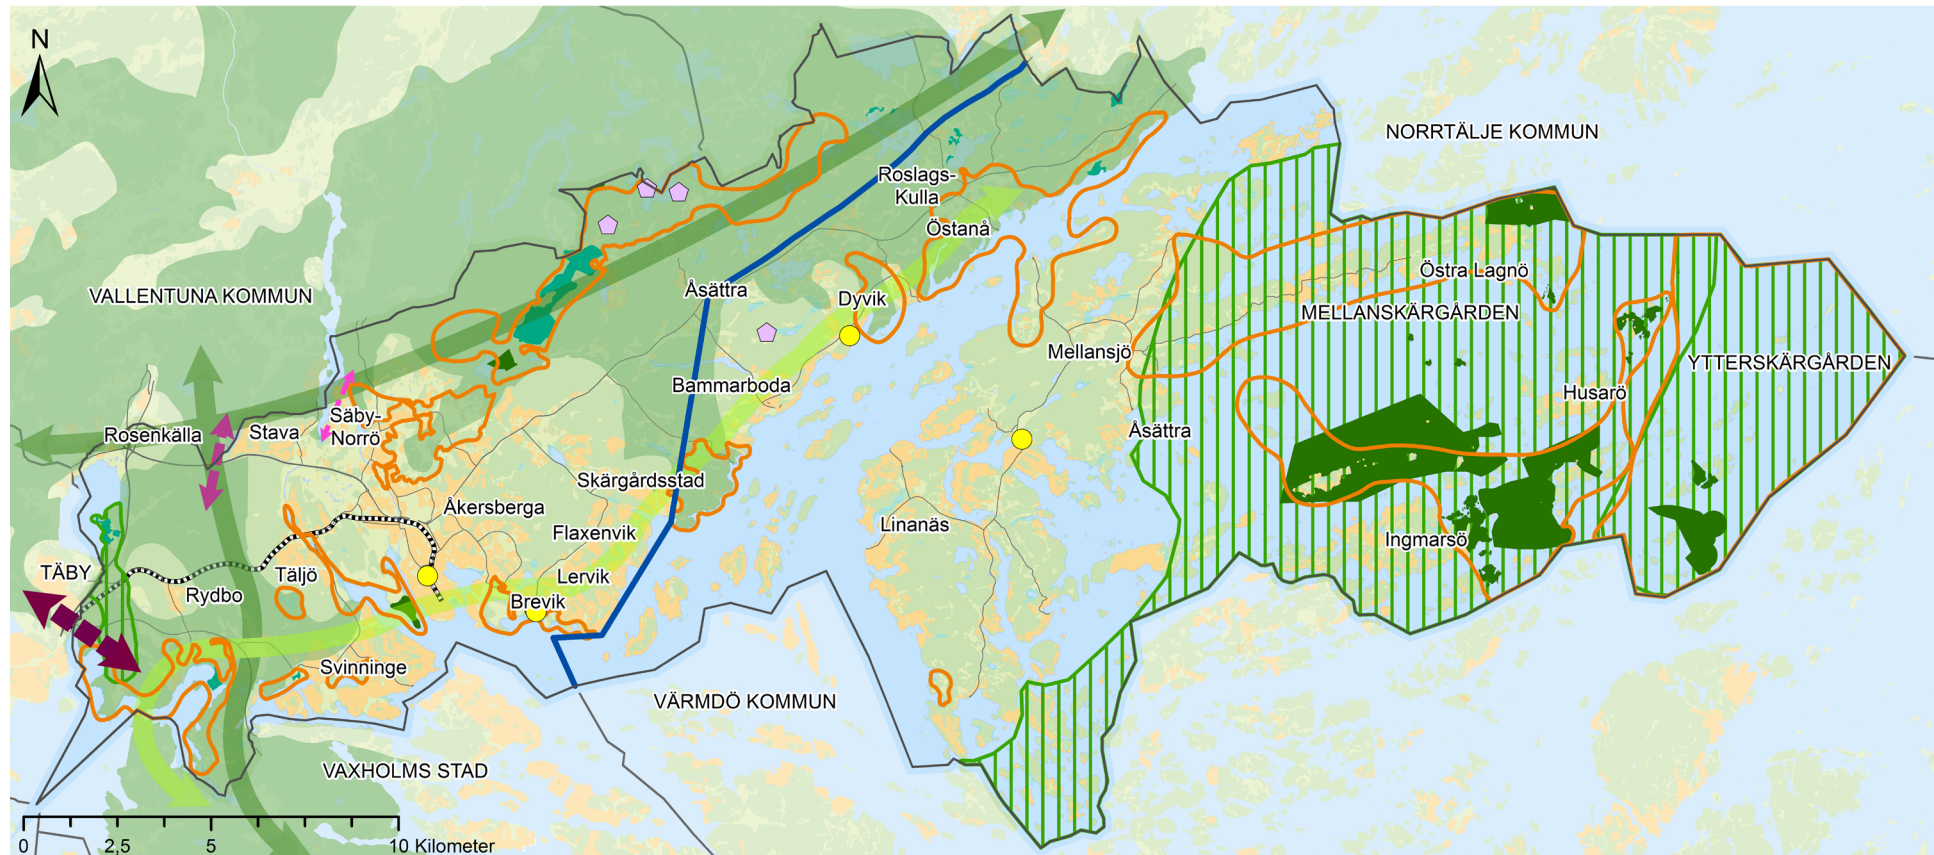 N
NORRTÄLJE KOMMUN
Roslags-
Kulla
Östanå
Östra Lagnö
VALLENTUNA KOMMUN
Åsättra
Dyvik
MELLANSKÄRGÅRDEN
Mellansjö
YTTERSKÄRGÅRDEN
Bammarboda
Husarö
Säby-
Norrö
Rosenkälla
Stava
Åsättra
Skärgårdsstad
Åkersberga
Linanäs
Flaxenvik
Ingmarsö
TÄBY
Täljö
Lervik
Rydbo
Brevik
Svinninge
VÄRMDÖ KOMMUN
VAXHOLMS STAD
0 2,5 5 10 Kilometer